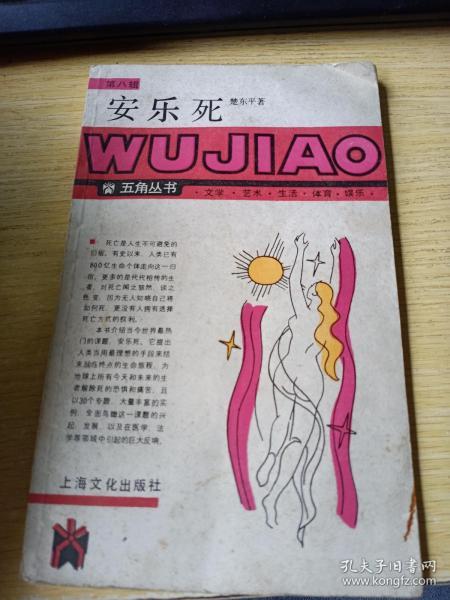 第八辑
安乐死 楚东平著
WUJIAO
五角丛书 ·文学·艺术·生活·体育·娱乐·
■ 死亡是人生不可避免的
归宿。有史以来，人类已有
800亿生命个体走向这一归
宿。更多的是代代相传的生
者，对死亡闻之骇然，谈之
色变，因为无人知晓自己将
如何死，更没有人拥有选择
死亡方式的权利。
本书介绍当今世界最热
门的课题，安乐死。它提出
人类当用最理想的手段来结
束临终点的生命旅程，为
地球上所有今天和未来的生
者解除死的恐惧和痛苦，且
以30个专题，大量丰富的实
例，全面鸟瞰这一课题的兴
起、发展，以及在医学、法
学等领域中引起的巨大反响。
上海文化出版社
孔夫子旧书网
www.kongfz.com